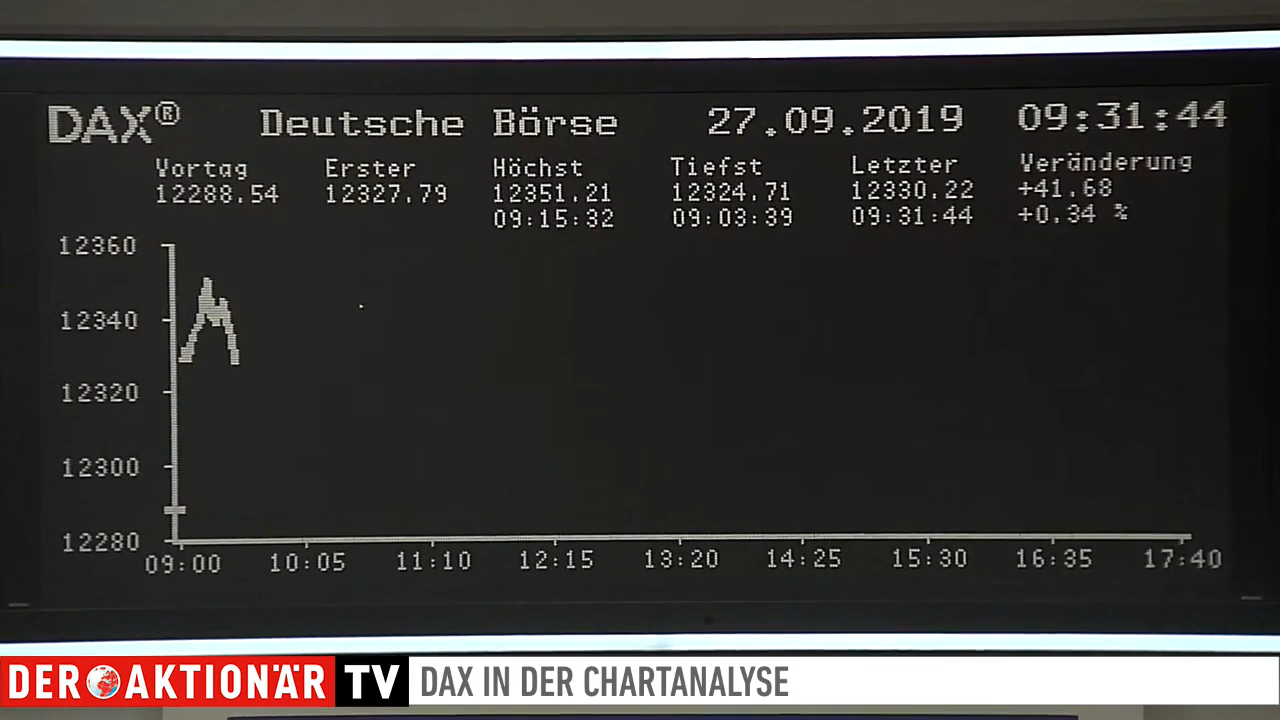 DAX® Deutsche Börse 27.09.2019 09:31:44
Vortag Erster Höchst Tiefst Letzter Veränderung
12288.54 12327.79 12351.21 12324.71 12330.22 +41.68
09:15:32 09:03:39 09:31:44 +0.34 %
12360
12340
12320
12300
12280
09:00 10:05 11:10 12:15 13:20 14:25 15:30 16:35 17:40
DER AKTIONÄR TV DAX IN DER CHARTANALYSE